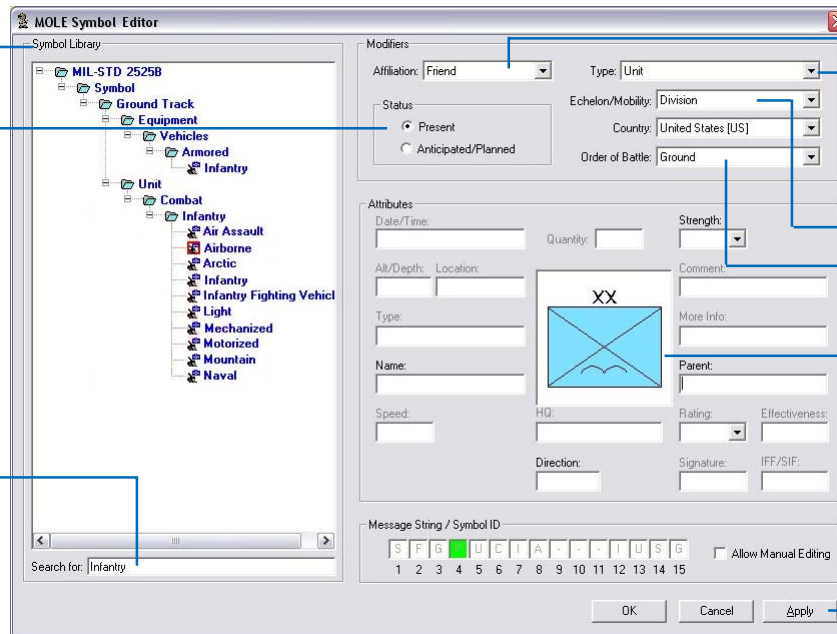 MOLE Symbol Editor
Symbol Library
MIL-STD 2525B
Symbol
Ground Track
Equipment
Vehicles
Armored
Infantry
Unit
Combat
Infantry
Air Assault
Airborne
Arctic
Infantry
Infantry Fighting Vehicl
Light
Mechanized
Motorized
Mountain
Naval
Search for: Infantry
Modifiers
Affiliation: Friend
Type: Unit
Status
Present
Anticipated/Planned
Echelon/Mobility: Division
Country: United States [US]
Order of Battle: Ground
Attributes
Date/Time:
Quantity:
Strength:
Alt/Depth: Location:
Comment:
XX
Type:
More Info:
Name:
Parent:
Speed:
HQ:
Rating: Effectiveness:
Direction:
Signature: IFF/SIF:
Message String / Symbol ID
S F G P U C I A - - - I U S G
1 2 3 4 5 6 7 8 9 10 11 12 13 14 15
Allow Manual Editing
OK Cancel Apply